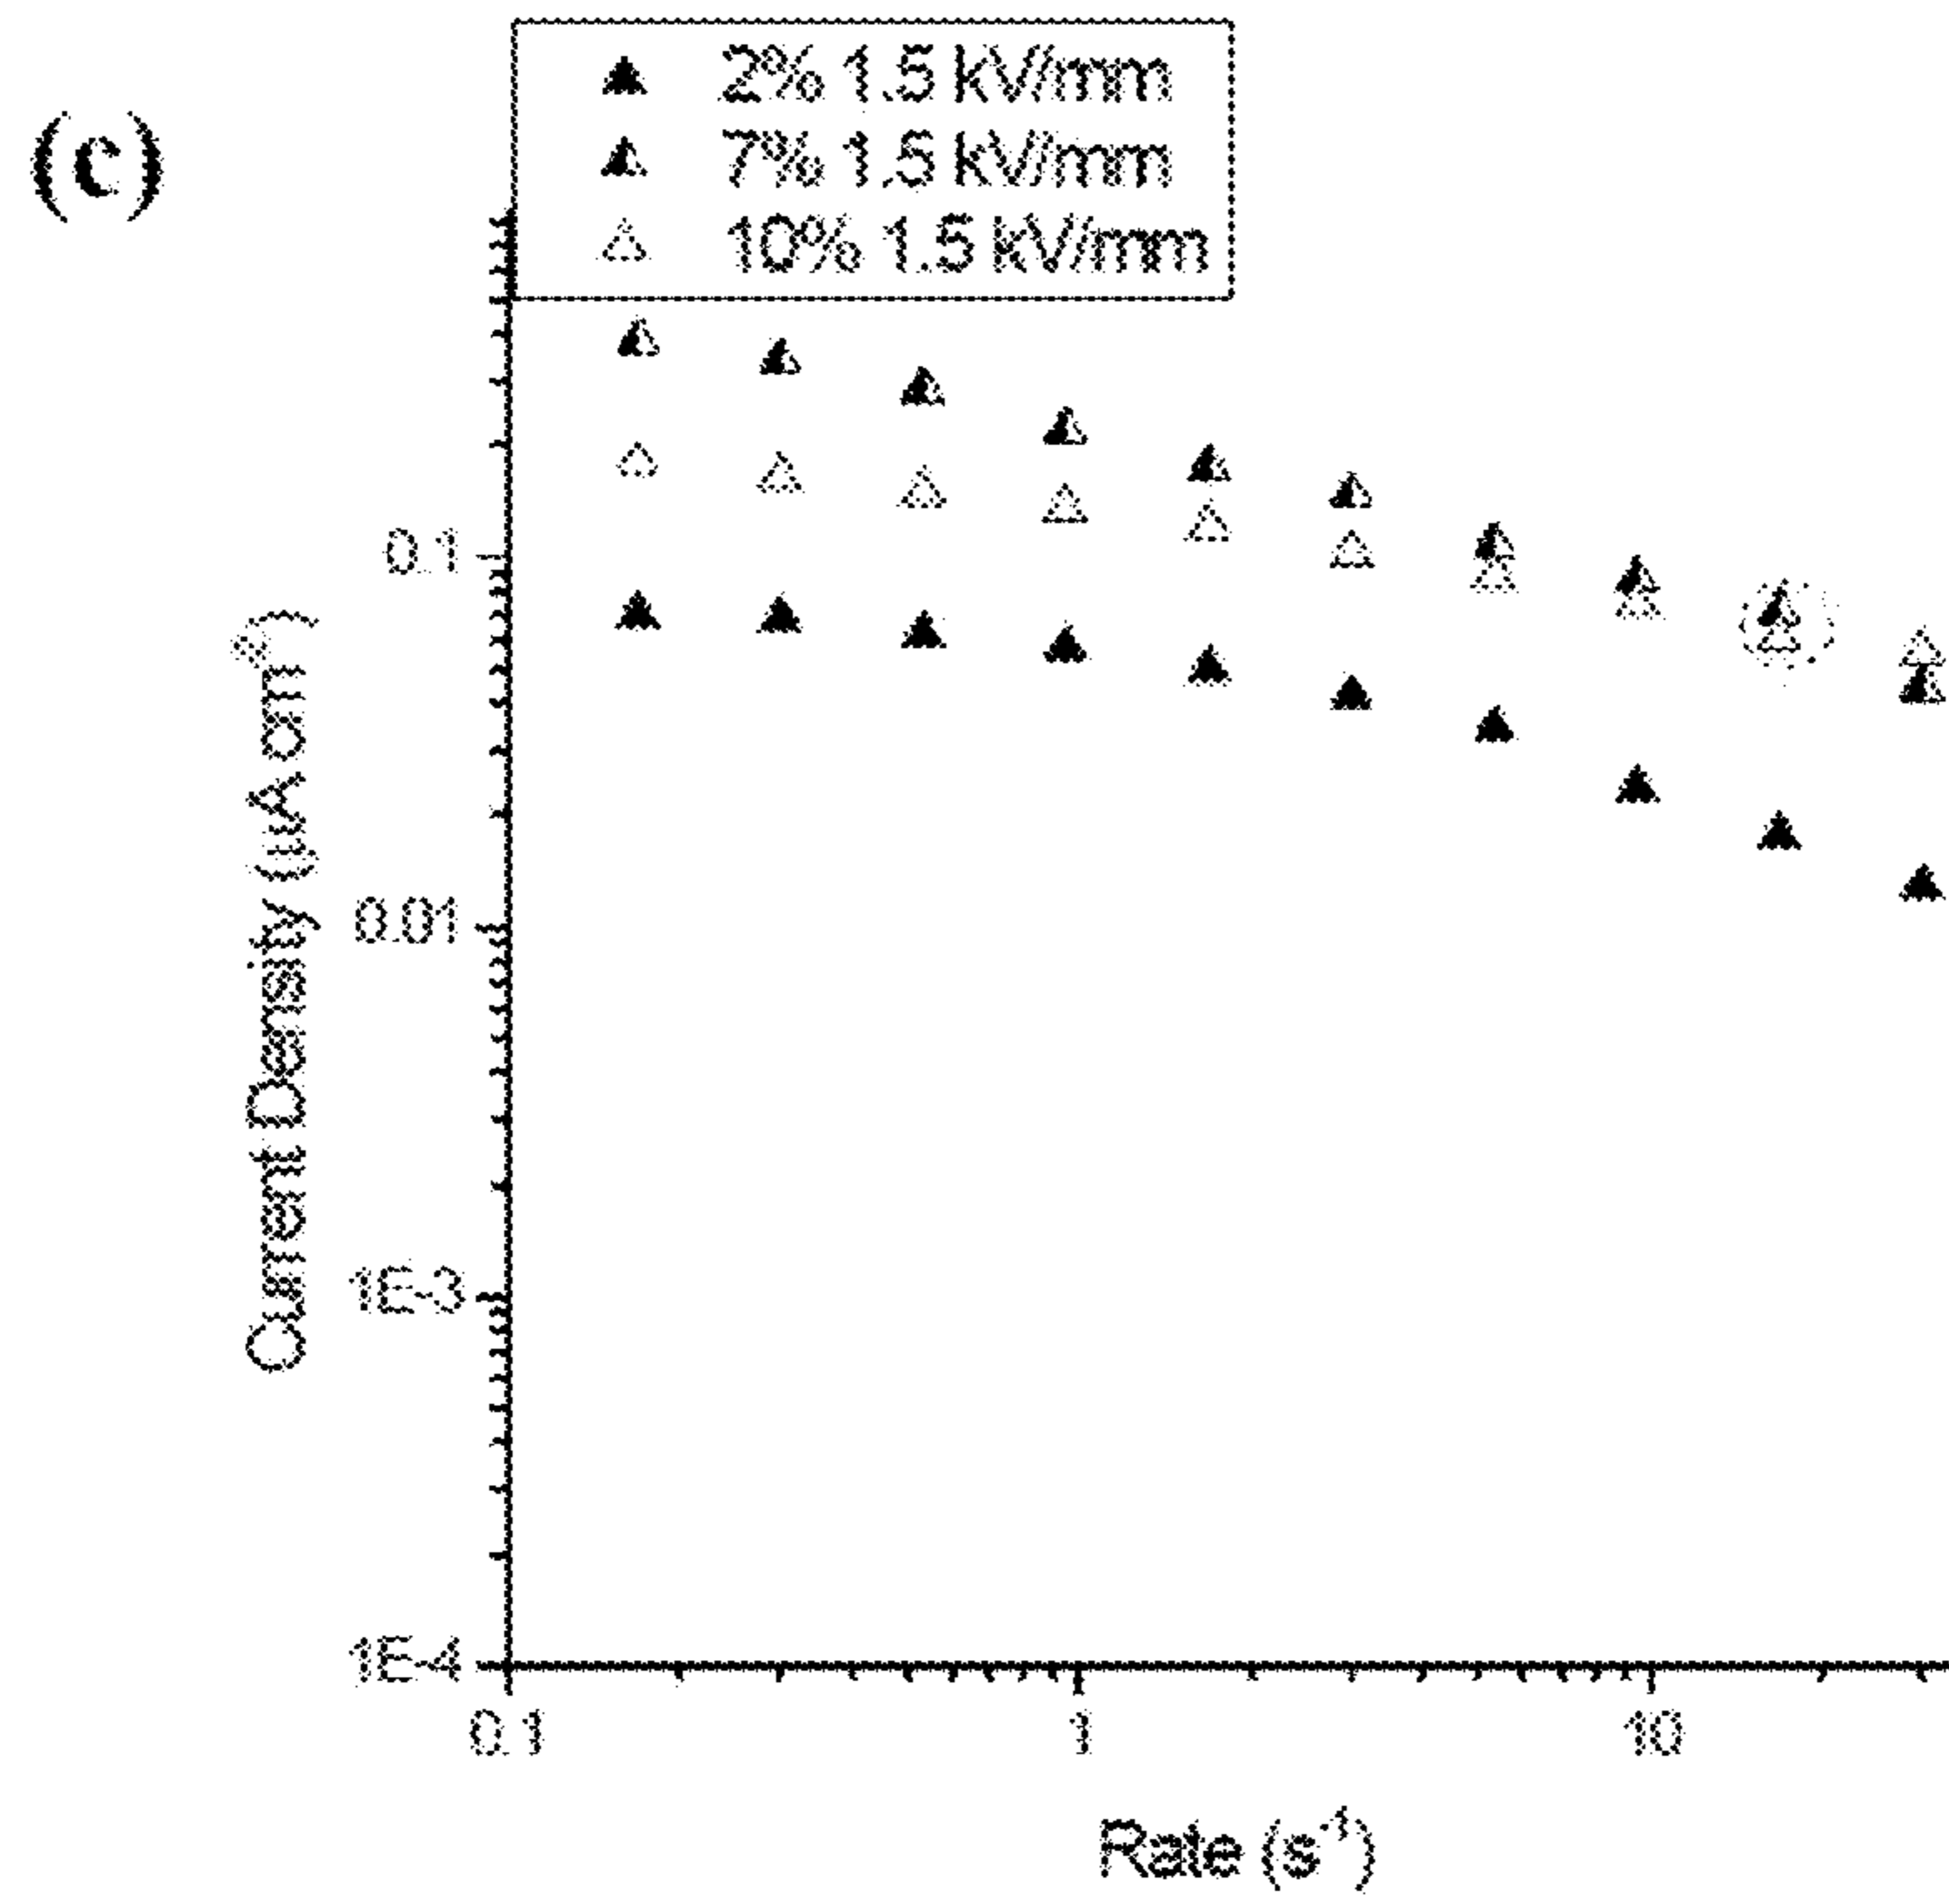 (c)
2% 1.5 kV/mm
7% 1.5 kV/mm
10% 1.5 kV/mm
Current Density (μA cm⁻²)
0.1
0.01
1E-3
1E-4
0.1 1 10
Rate (s⁻¹)